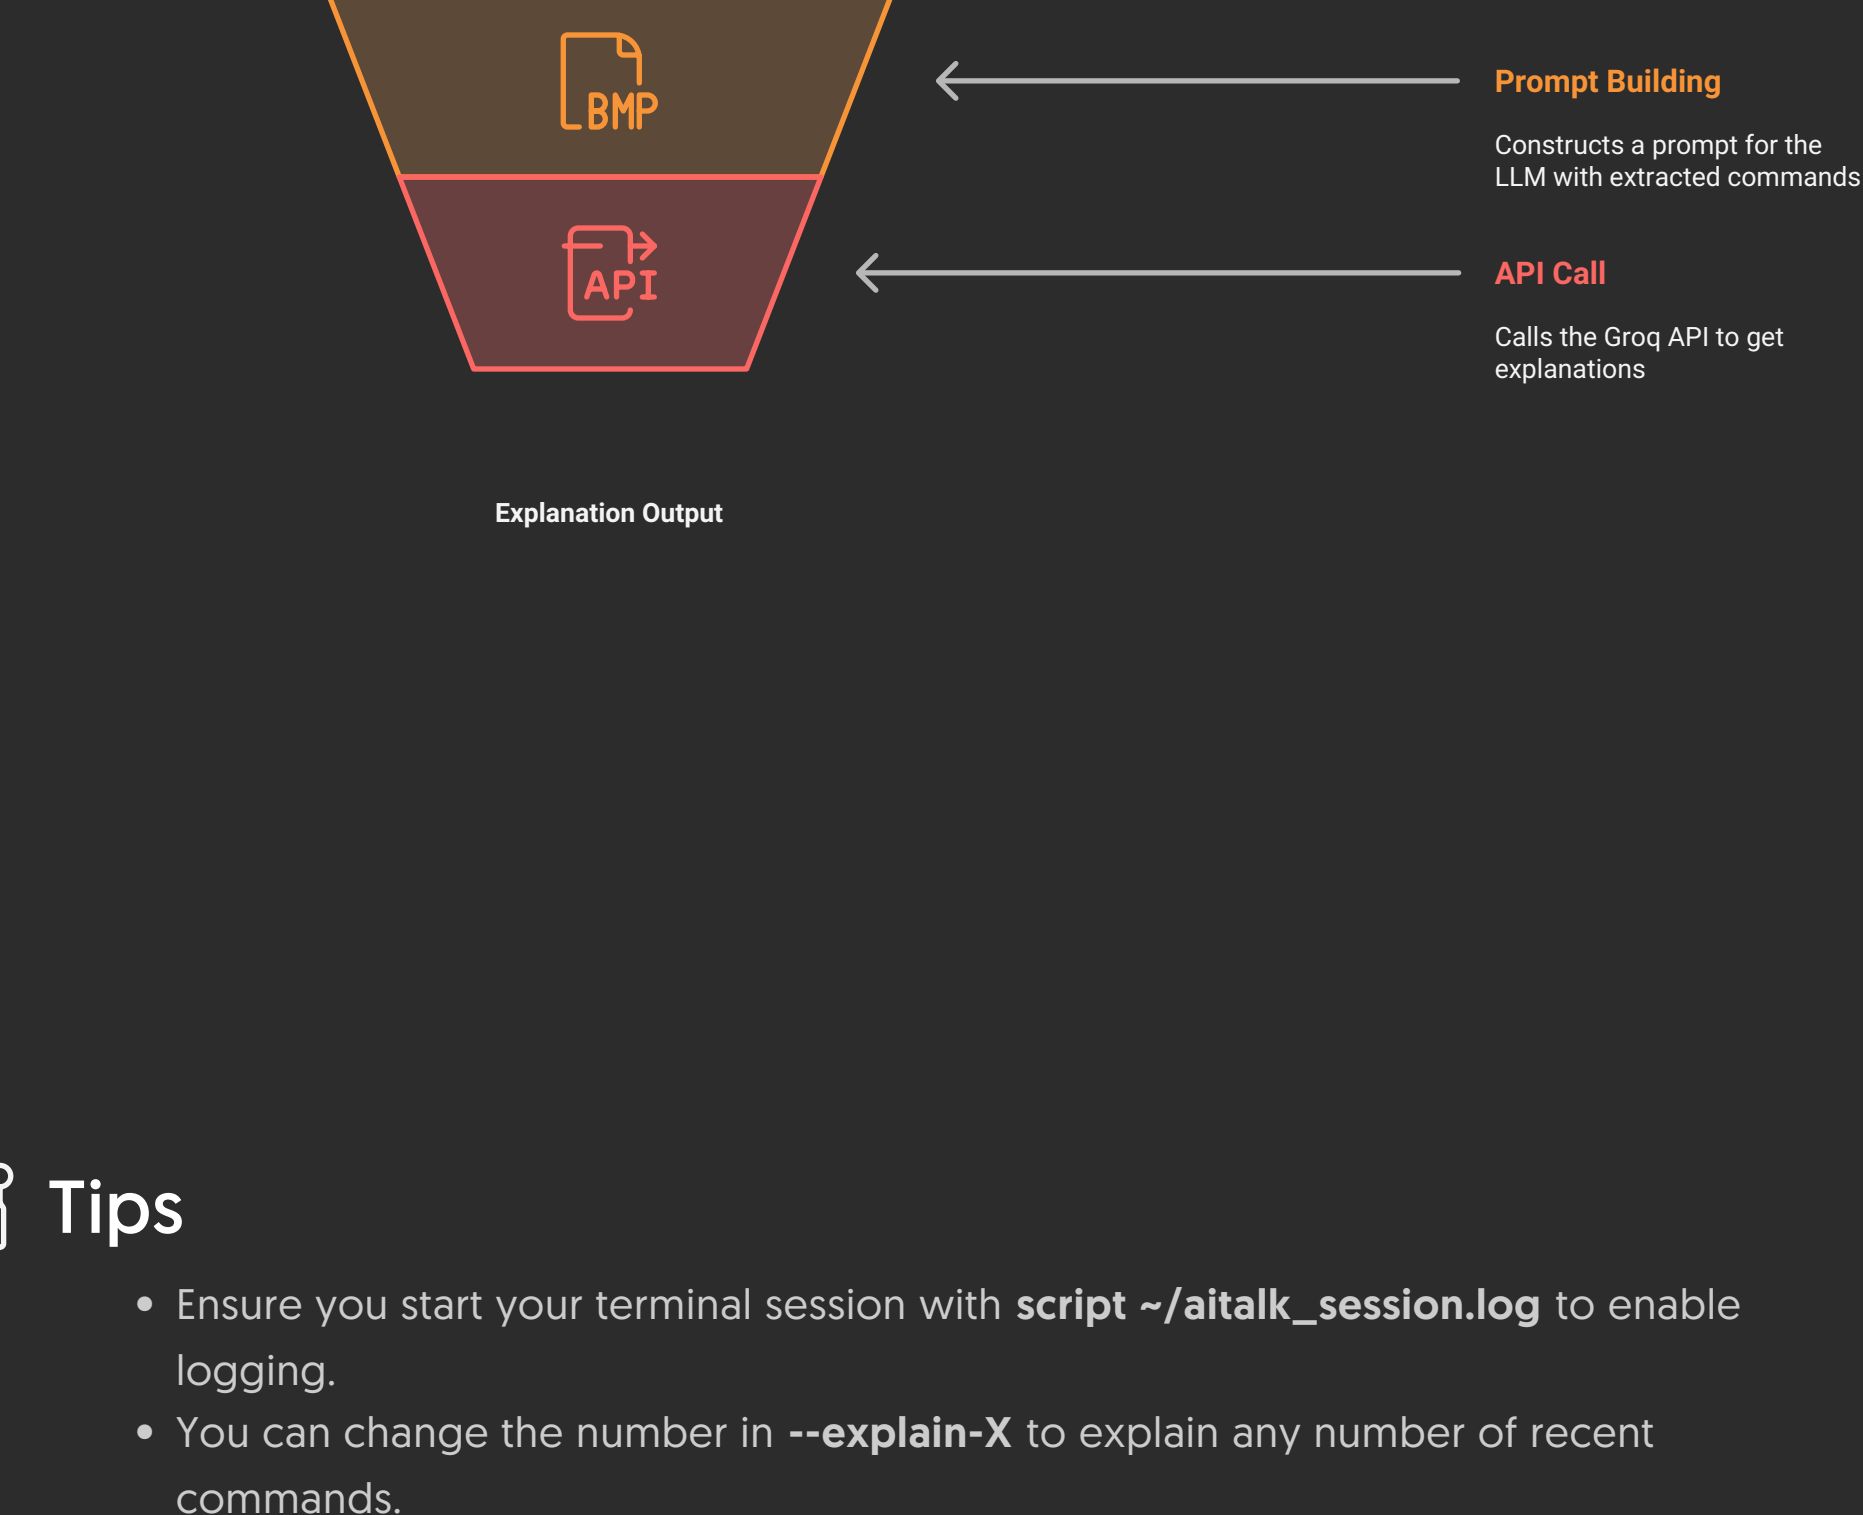 BMP
Prompt Building
Constructs a prompt for the
LLM with extracted commands
API
API Call
Calls the Groq API to get
explanations
Explanation Output
Tips
• Ensure you start your terminal session with script ~/aitalk_session.log to enable
logging.
• You can change the number in --explain-X to explain any number of recent
commands.